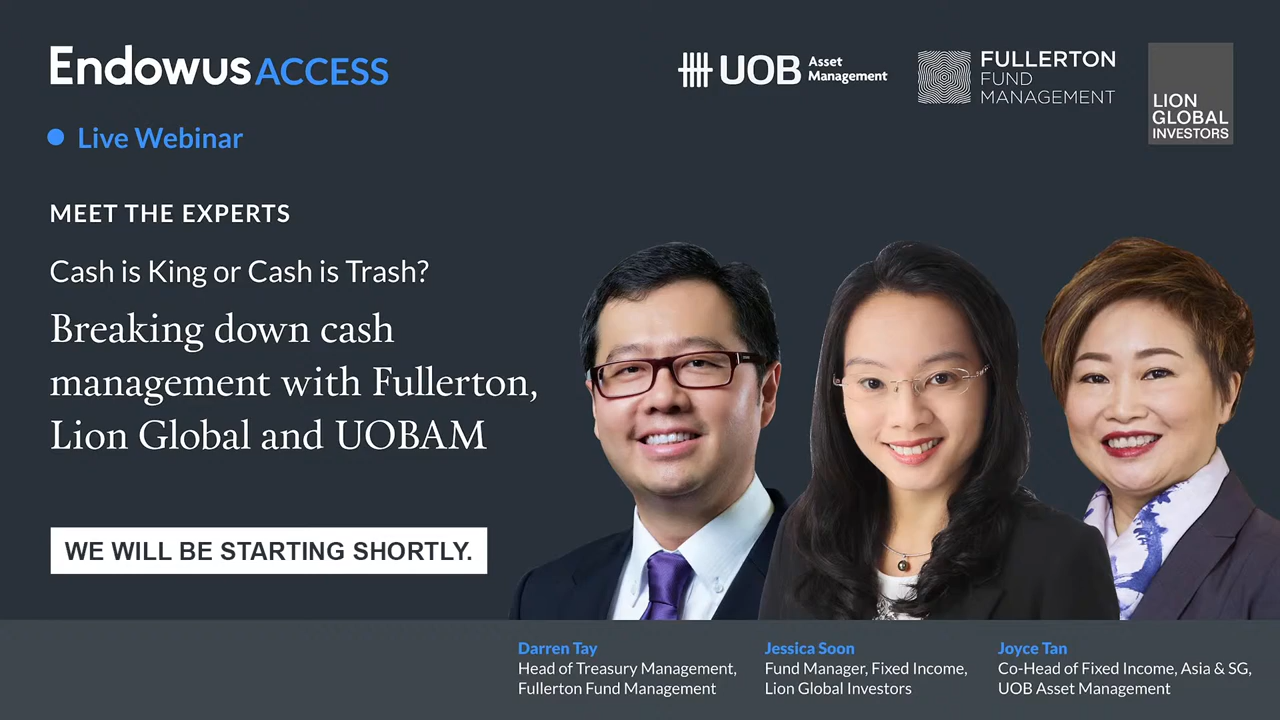 Endowus ACCESS
UOB Asset Management
FULLERTON
FUND
MANAGEMENT
LION
GLOBAL
INVESTORS
Live Webinar
MEET THE EXPERTS
Cash is King or Cash is Trash?
Breaking down cash
management with Fullerton,
Lion Global and UOBAM
WE WILL BE STARTING SHORTLY.
Darren Tay
Head of Treasury Management,
Fullerton Fund Management
Jessica Soon
Fund Manager, Fixed Income,
Lion Global Investors
Joyce Tan
Co-Head of Fixed Income, Asia & SG,
UOB Asset Management